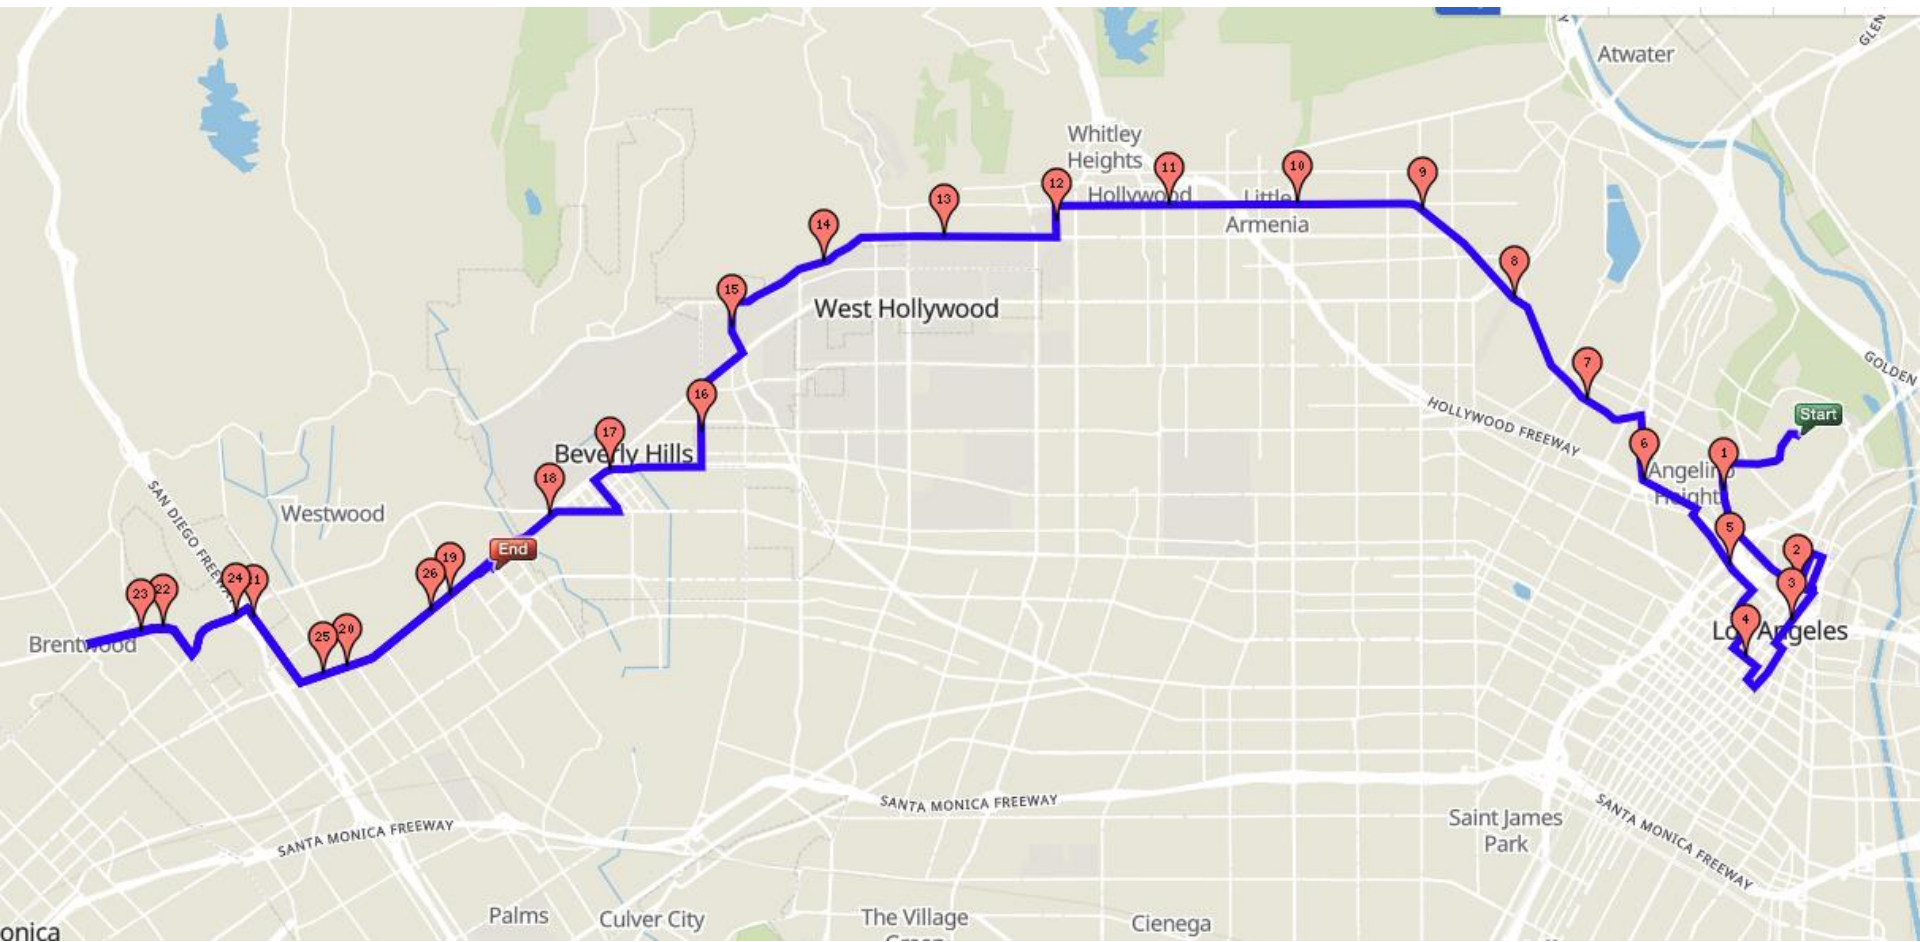 Atwater
GLEN
Whitley
Heights
12
11
10
9
Hollywood
Little
Armenia
13
14
8
15
West Hollywood
7
GOLDEN
16
HOLLYWOOD FREEWAY
Start
17
Beverly Hills
6
1
Angelino
Heights
18
SAN DIEGO FREEWAY
Westwood
5
End
2
19
26
24
23
22
3
25
20
4
Brentwood
Los Angeles
SANTA MONICA FREEWAY
SANTA MONICA FREEWAY
SANTA MONICA FREEWAY
Saint James
Park
Palms
Culver City
The Village
Green
Cienega
onica